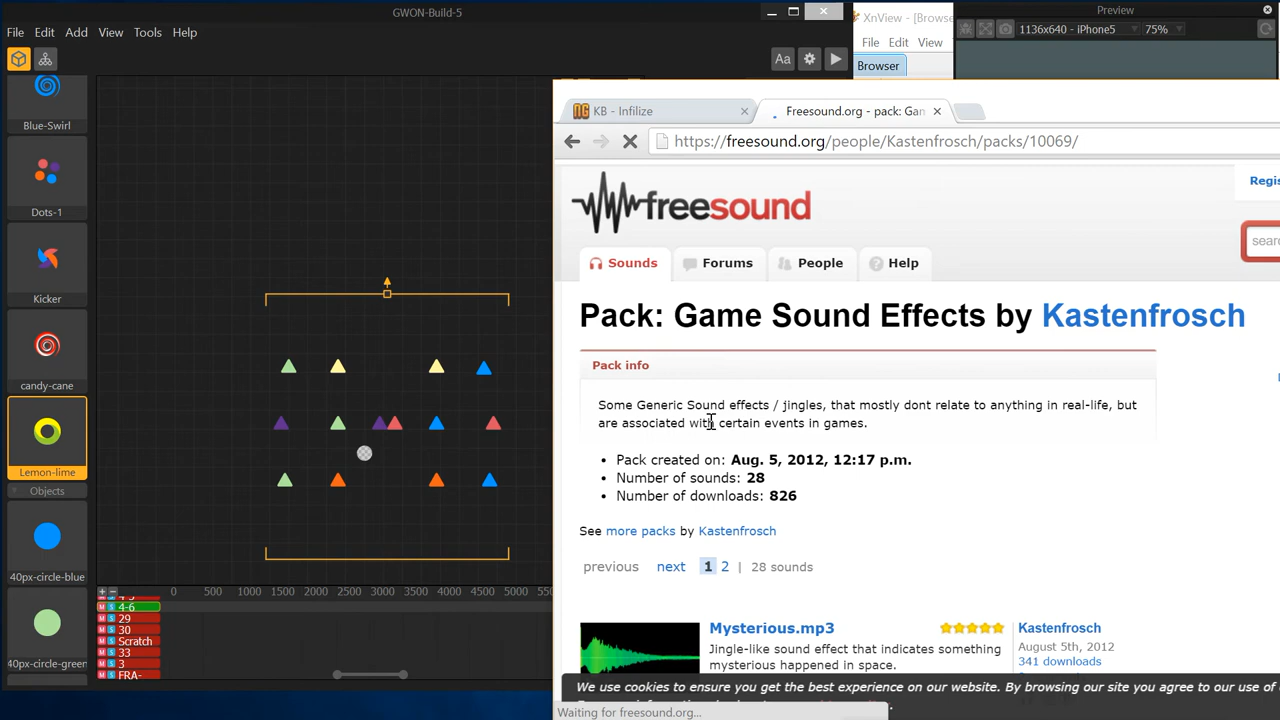 GWON-Build-5
File Edit Add View Tools Help
Aa
Blue-Swirl
Dots-1
Kicker
candy-cane
Lemon-lime
Objects
40px-circle-blue
40px-circle-green
0 500 1000 1500 2000 2500 3000 3500 4000 4500 5000
M S 4-6
M S 29
M S 30
M S Scratch
M S 33
M S 3
M S FRA-
XnView - [Browse
File Edit View
Browser
Preview
1136x640 - iPhone5 75%
NG KB - Infilize
Freesound.org - pack: Gam
https://freesound.org/people/Kastenfrosch/packs/10069/
Regis
freesound
sear
Sounds Forums People Help
Pack: Game Sound Effects by Kastenfrosch
Pack info
Some Generic Sound effects / jingles, that mostly dont relate to anything in real-life, but
are associated with certain events in games.
Pack created on: Aug. 5, 2012, 12:17 p.m.
Number of sounds: 28
Number of downloads: 826
See more packs by Kastenfrosch
previous next 1 2 | 28 sounds
Mysterious.mp3
Jingle-like sound effect that indicates something
mysterious happened in space.
Kastenfrosch
August 5th, 2012
341 downloads
We use cookies to ensure you get the best experience on our website. By browsing our site you agree to our use of
Waiting for freesound.org...